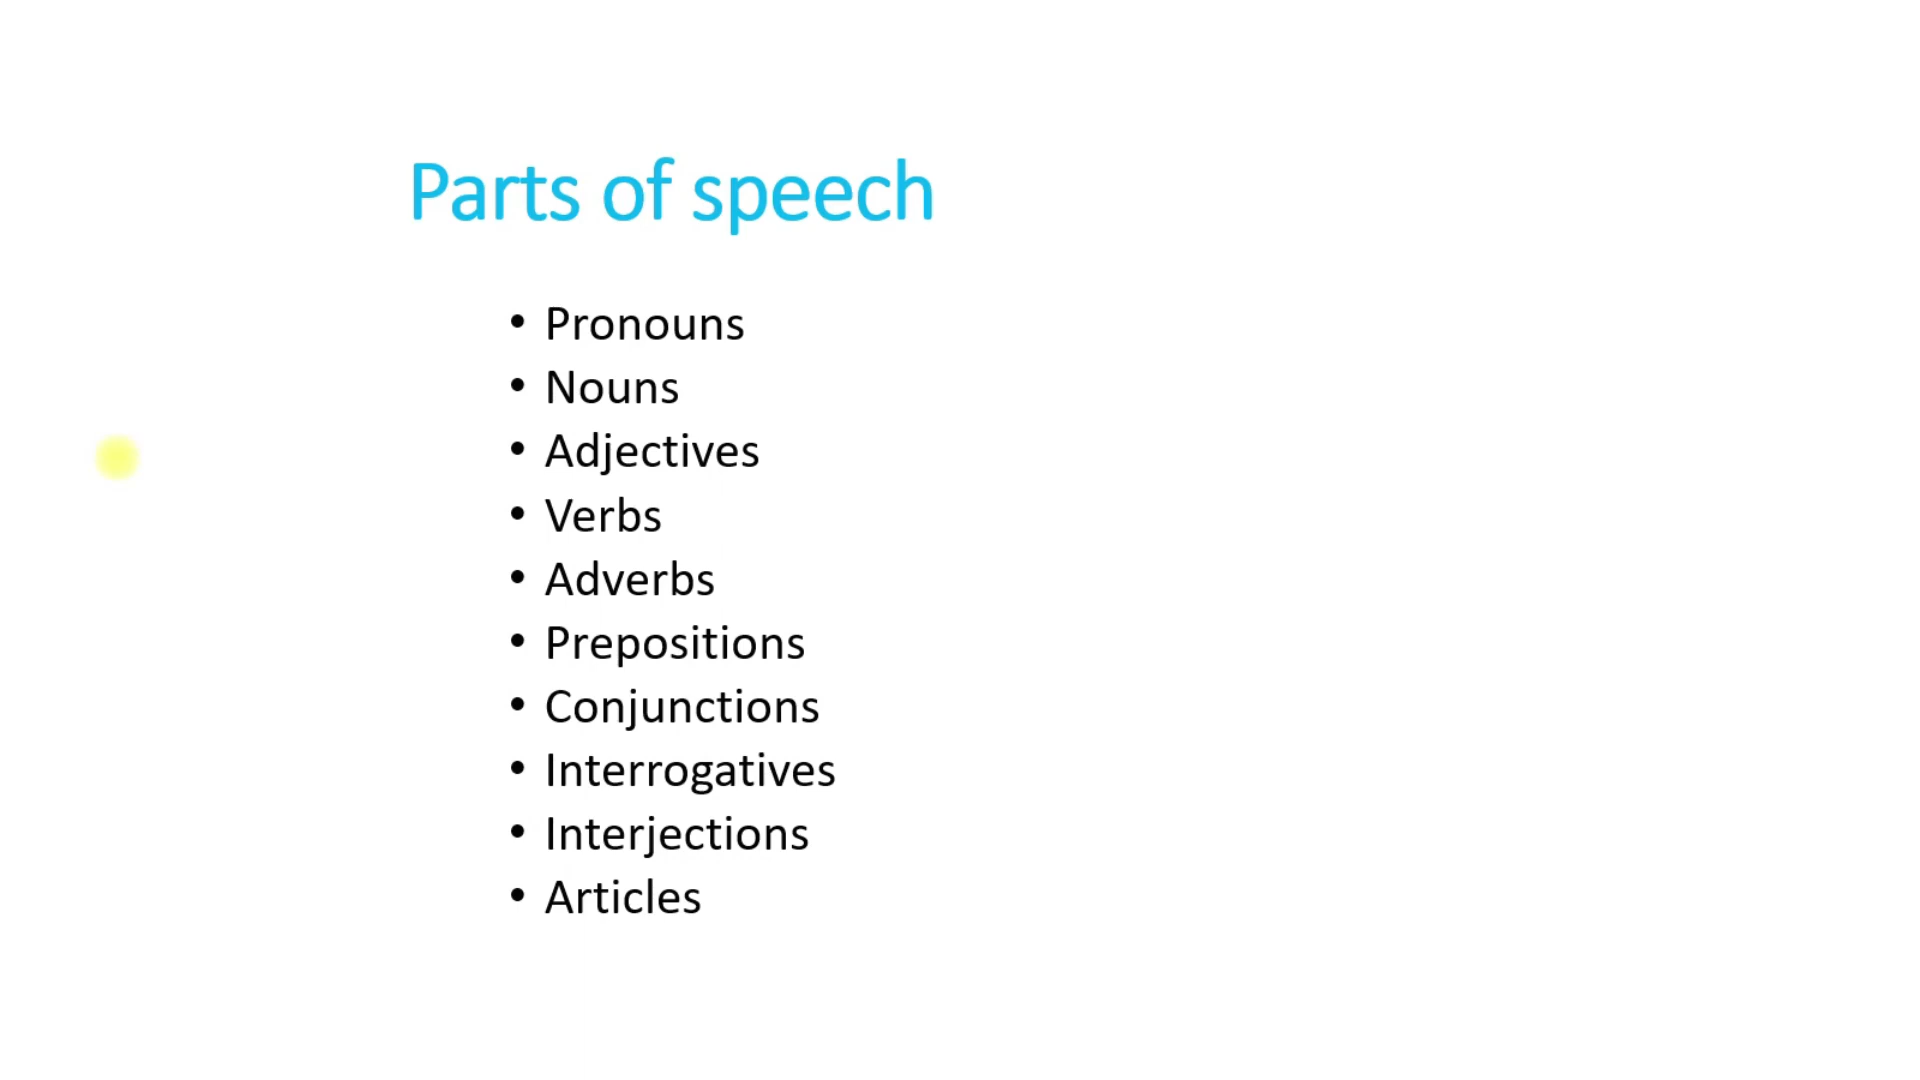 Parts of speech
• Pronouns
• Nouns
• Adjectives
• Verbs
• Adverbs
• Prepositions
• Conjunctions
• Interrogatives
• Interjections
• Articles